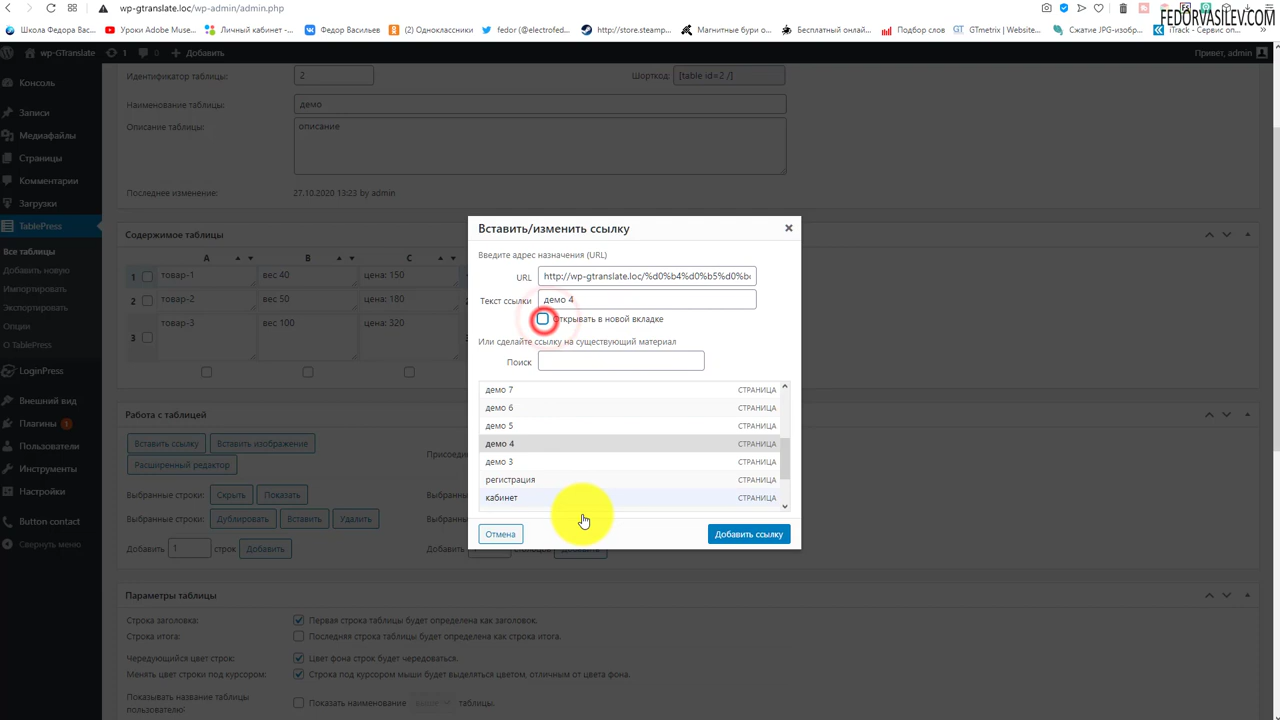 wp-gtranslate.loc/wp-admin/admin.php
FEDORVASILEV.COM
Школа Федора Вас... Уроки Adobe Muse... Личный кабинет -... Федор Васильев (2) Одноклассники fedor (@electrofed... http://store.steamp... Магнитные бури о... Бесплатный онлай... Подбор слов GTmetrix | Website... Сжатие JPG-изобр... iTrack - Сервис оп...
wp-GTranslate 1 0 Добавить Привет, admin
Консоль
Записи
Медиафайлы
Страницы
Комментарии
Загрузки
TablePress
Все таблицы
Добавить новую
Импортировать
Экспортировать
Опции
О TablePress
LoginPress
Внешний вид
Плагины 1
Пользователи
Инструменты
Настройки
Button contact
Свернуть меню
Идентификатор таблицы: 2 Шорткод: [table id=2 /]
Наименование таблицы: демо
Описание таблицы: описание
Последнее изменение: 27.10.2020 13:23 by admin
Содержимое таблицы
A B C
1 товар-1 вес 40 цена: 150
2 товар-2 вес 50 цена: 180
3 товар-3 вес 100 цена: 320
Работа с таблицей
Вставить ссылку Вставить изображение
Расширенный редактор
Выбранные строки: Скрыть Показать
Выбранные строки: Дублировать Вставить Удалить
Добавить 1 строк Добавить
Параметры таблицы
Строка заголовка: Первая строка таблицы будет определена как заголовок.
Строка итога: Последняя строка таблицы будет определена как строка итога.
Чередующийся цвет строк: Цвет фона строк будет чередоваться.
Менять цвет строки под курсором: Строка под курсором мыши будет выделяться цветом, отличным от цвета фона.
Показывать название таблицы
пользователю: Показать наименование таблицы.
Вставить/изменить ссылку
Введите адрес назначения (URL)
URL http://wp-gtranslate.loc/%d0%b4%d0%b5%d0%bc
Текст ссылки демо 4
Открывать в новой вкладке
Или сделайте ссылку на существующий материал
Поиск
демо 7 СТРАНИЦА
демо 6 СТРАНИЦА
демо 5 СТРАНИЦА
демо 4 СТРАНИЦА
демо 3 СТРАНИЦА
регистрация СТРАНИЦА
кабинет СТРАНИЦА
Отмена Добавить ссылку